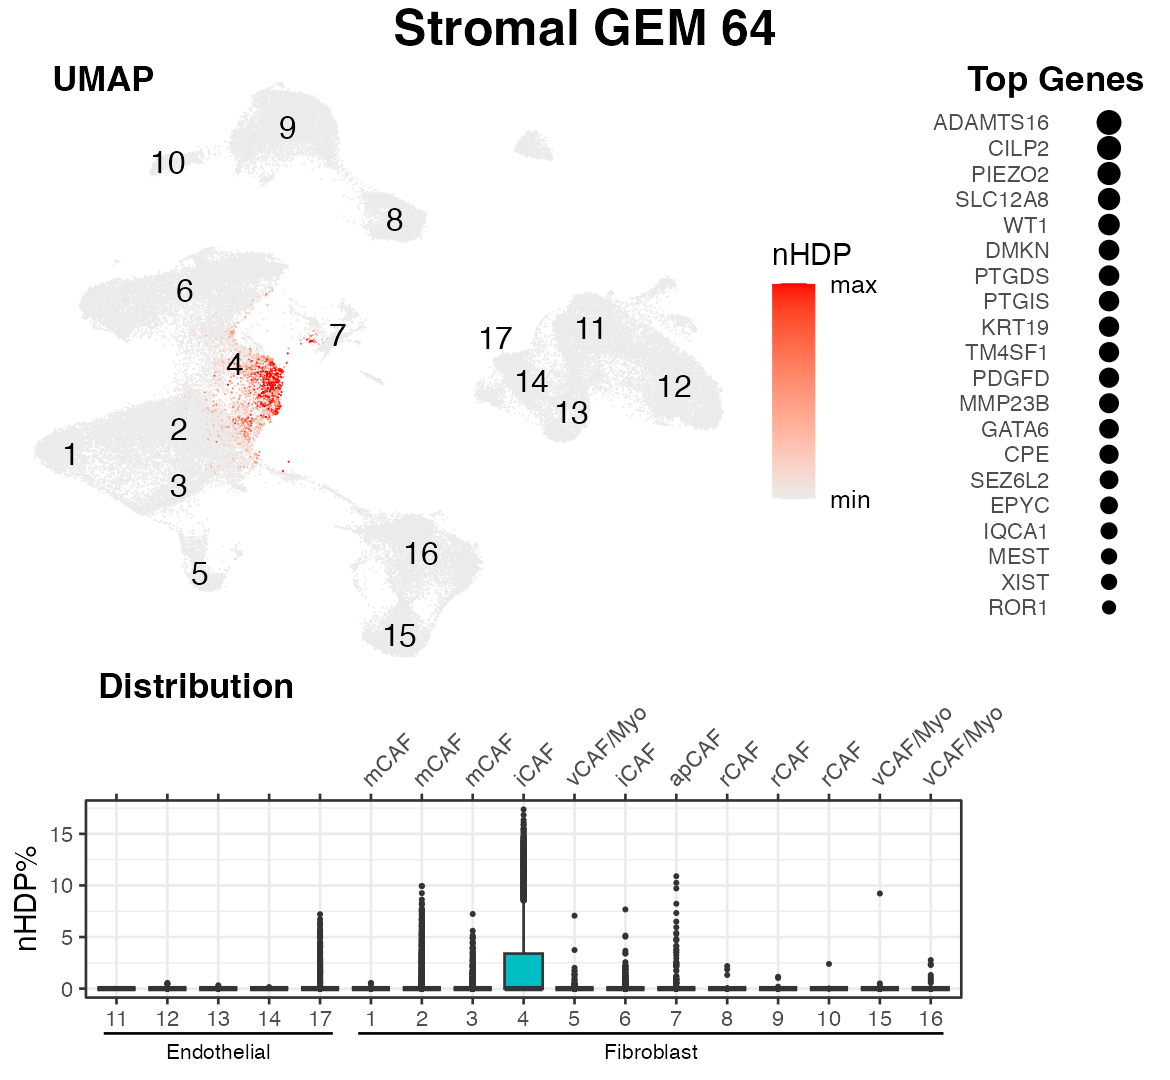 Stromal GEM 64
UMAP
9
10
8
6
7
4
2
1
3
5
16
15
17
11
14
12
13
nHDP
max
min
Top Genes
ADAMTS16
CILP2
PIEZO2
SLC12A8
WT1
DMKN
PTGDS
PTGIS
KRT19
TM4SF1
PDGFD
MMP23B
GATA6
CPE
SEZ6L2
EPYC
IQCA1
MEST
XIST
ROR1
Distribution
mCAF mCAF mCAF iCAF vCAF/Myo iCAF apCAF rCAF rCAF rCAF vCAF/Myo vCAF/Myo
nHDP%
15
10
5
0
11 12 13 14 17 1 2 3 4 5 6 7 8 9 10 15 16
Endothelial Fibroblast